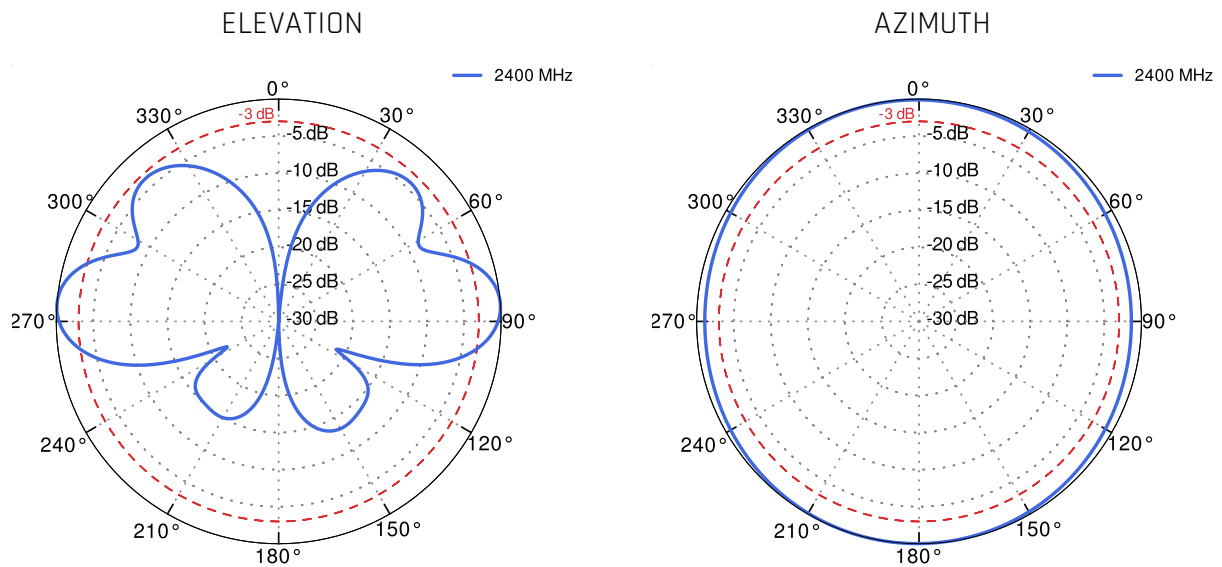 ELEVATION
2400 MHz
0°
330°
-3 dB
30°
-5 dB
-10 dB
300°
-15 dB
60°
-20 dB
-25 dB
270°
-30 dB
90°
240°
120°
210°
150°
180°
AZIMUTH
2400 MHz
0°
330°
-3 dB
30°
-5 dB
-10 dB
300°
-15 dB
60°
-20 dB
-25 dB
270°
-30 dB
90°
240°
120°
210°
150°
180°